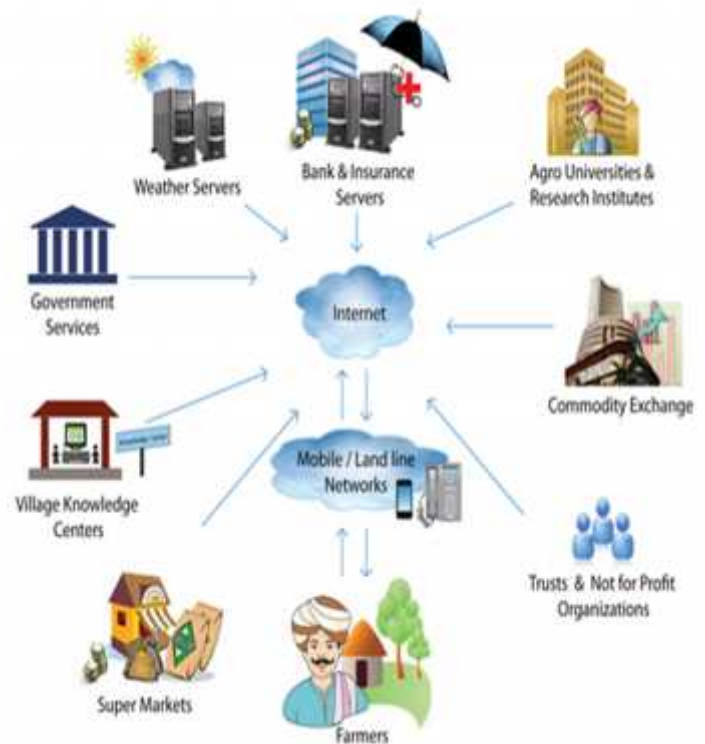 Weather Servers
Bank & Insurance
Servers
Agro Universities &
Research Institutes
Government
Services
Internet
Commodity Exchange
Village Knowledge
Centers
Mobile / Land line
Networks
Trusts & Not for Profit
Organizations
Super Markets
Farmers